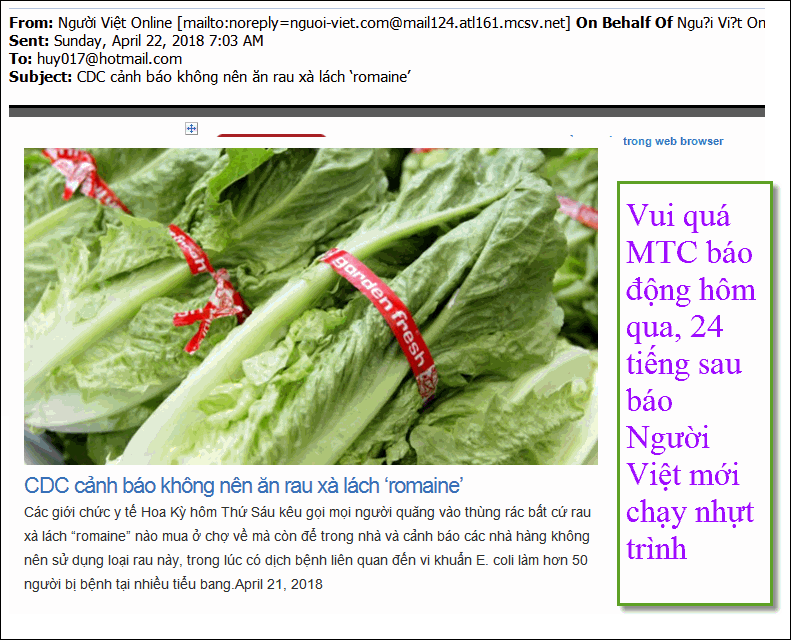 From: Người Việt Online [mailto:noreply=nguoi-viet.com@mail124.atl161.mcsv.net] On Behalf Of Ngu?i Vi?t On
Sent: Sunday, April 22, 2018 7:03 AM
To: huy017@hotmail.com
Subject: CDC cảnh báo không nên ăn rau xà lách ‘romaine’
trong web browser
garden fresh
Vui quá
MTC báo
động hôm
qua, 24
tiếng sau
báo
Người
Việt mới
chạy nhựt
trình
CDC cảnh báo không nên ăn rau xà lách ‘romaine’
Các giới chức y tế Hoa Kỳ hôm Thứ Sáu kêu gọi mọi người quăng vào thùng rác bất cứ rau
xà lách “romaine” nào mua ở chợ về mà còn để trong nhà và cảnh báo các nhà hàng không
nên sử dụng loại rau này, trong lúc có dịch bệnh liên quan đến vi khuẩn E. coli làm hơn 50
người bị bệnh tại nhiều tiểu bang.April 21, 2018